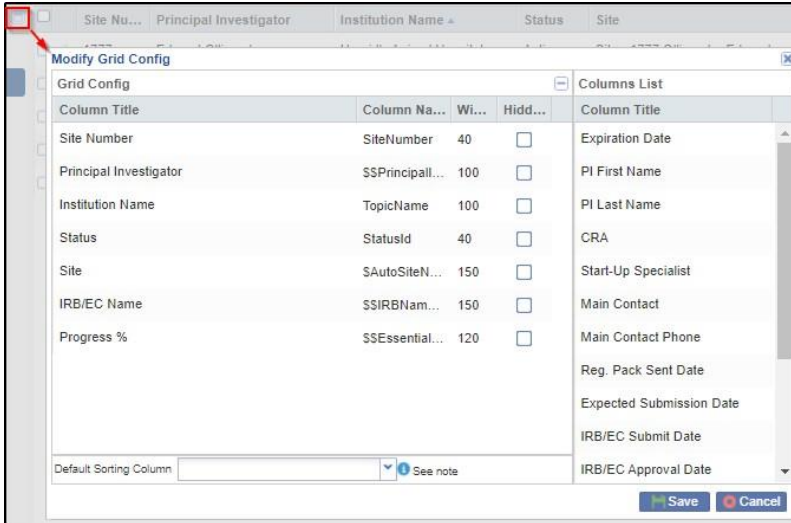 Site Nu... Principal Investigator Institution Name Status Site
Modify Grid Config
Grid Config Columns List
Column Title Column Na... Wi... Hidd... Column Title
Site Number SiteNumber 40 Expiration Date
Principal Investigator $$Principall... 100 PI First Name
Institution Name TopicName 100 PI Last Name
Status StatusId 40 CRA
Site $AutoSiteN... 150 Start-Up Specialist
IRB/EC Name $$IRBNam... 150 Main Contact
Progress % $$Essential... 120 Main Contact Phone
Reg. Pack Sent Date
Expected Submission Date
IRB/EC Submit Date
Default Sorting Column See note IRB/EC Approval Date
Save Cancel